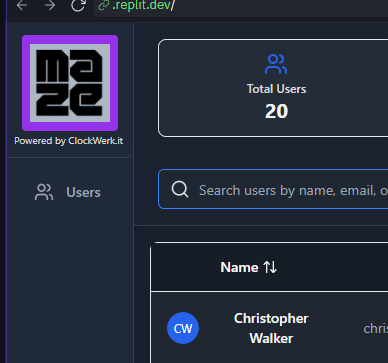 .replit.dev/
MAZE
Powered by ClockWerk.it
Total Users
20
Users
Search users by name, email, o
Name
CW
Christopher
Walker
chris